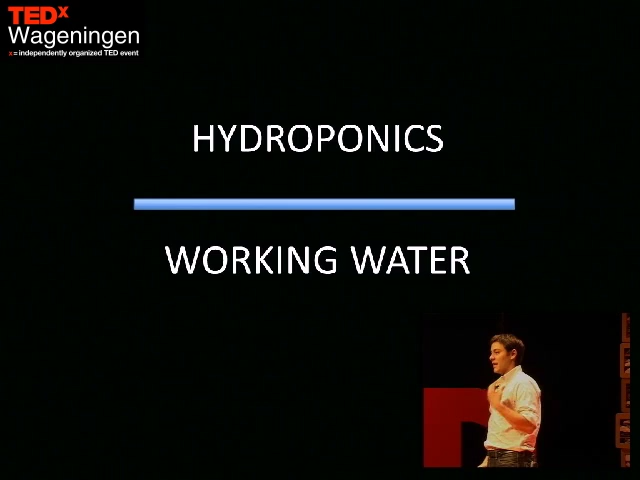 TEDx
Wageningen
x = independently organized TED event
HYDROPONICS
WORKING WATER